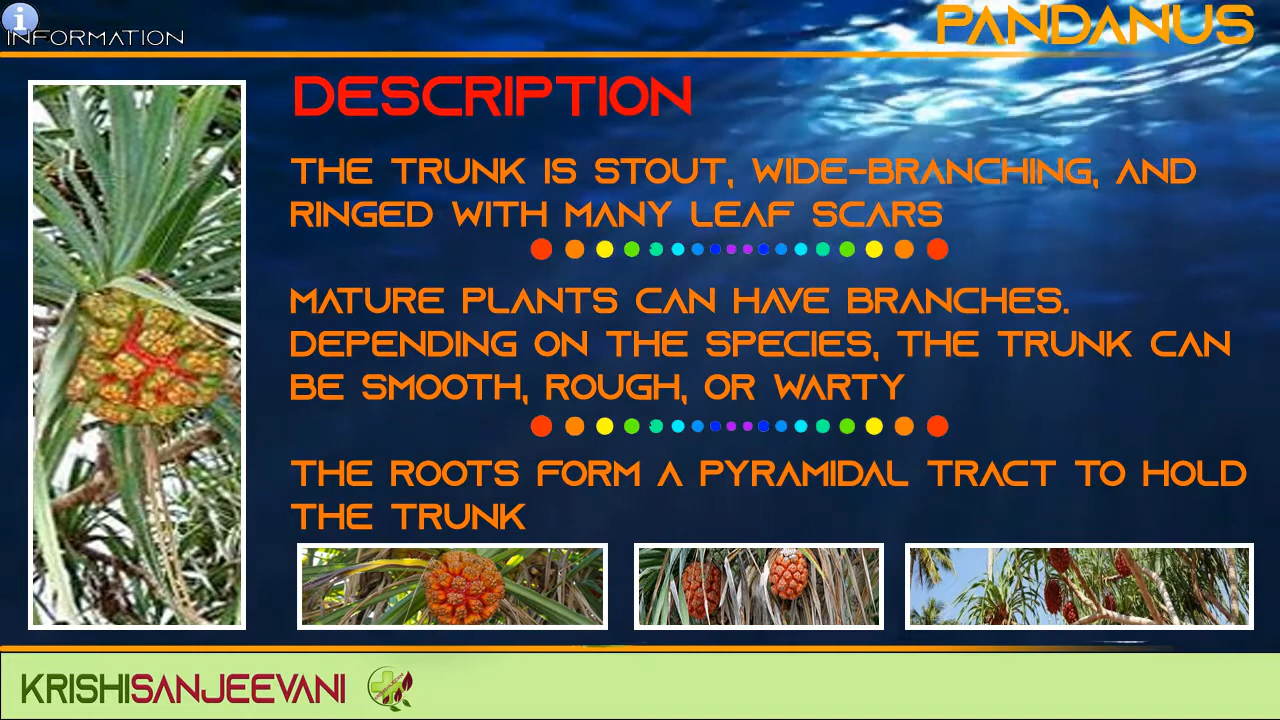 INFORMATION
PANDANUS
DESCRIPTION
THE TRUNK IS STOUT, WIDE-BRANCHING, AND
RINGED WITH MANY LEAF SCARS
MATURE PLANTS CAN HAVE BRANCHES.
DEPENDING ON THE SPECIES, THE TRUNK CAN
BE SMOOTH, ROUGH, OR WARTY
THE ROOTS FORM A PYRAMIDAL TRACT TO HOLD
THE TRUNK
KRISHISANJEEVANI